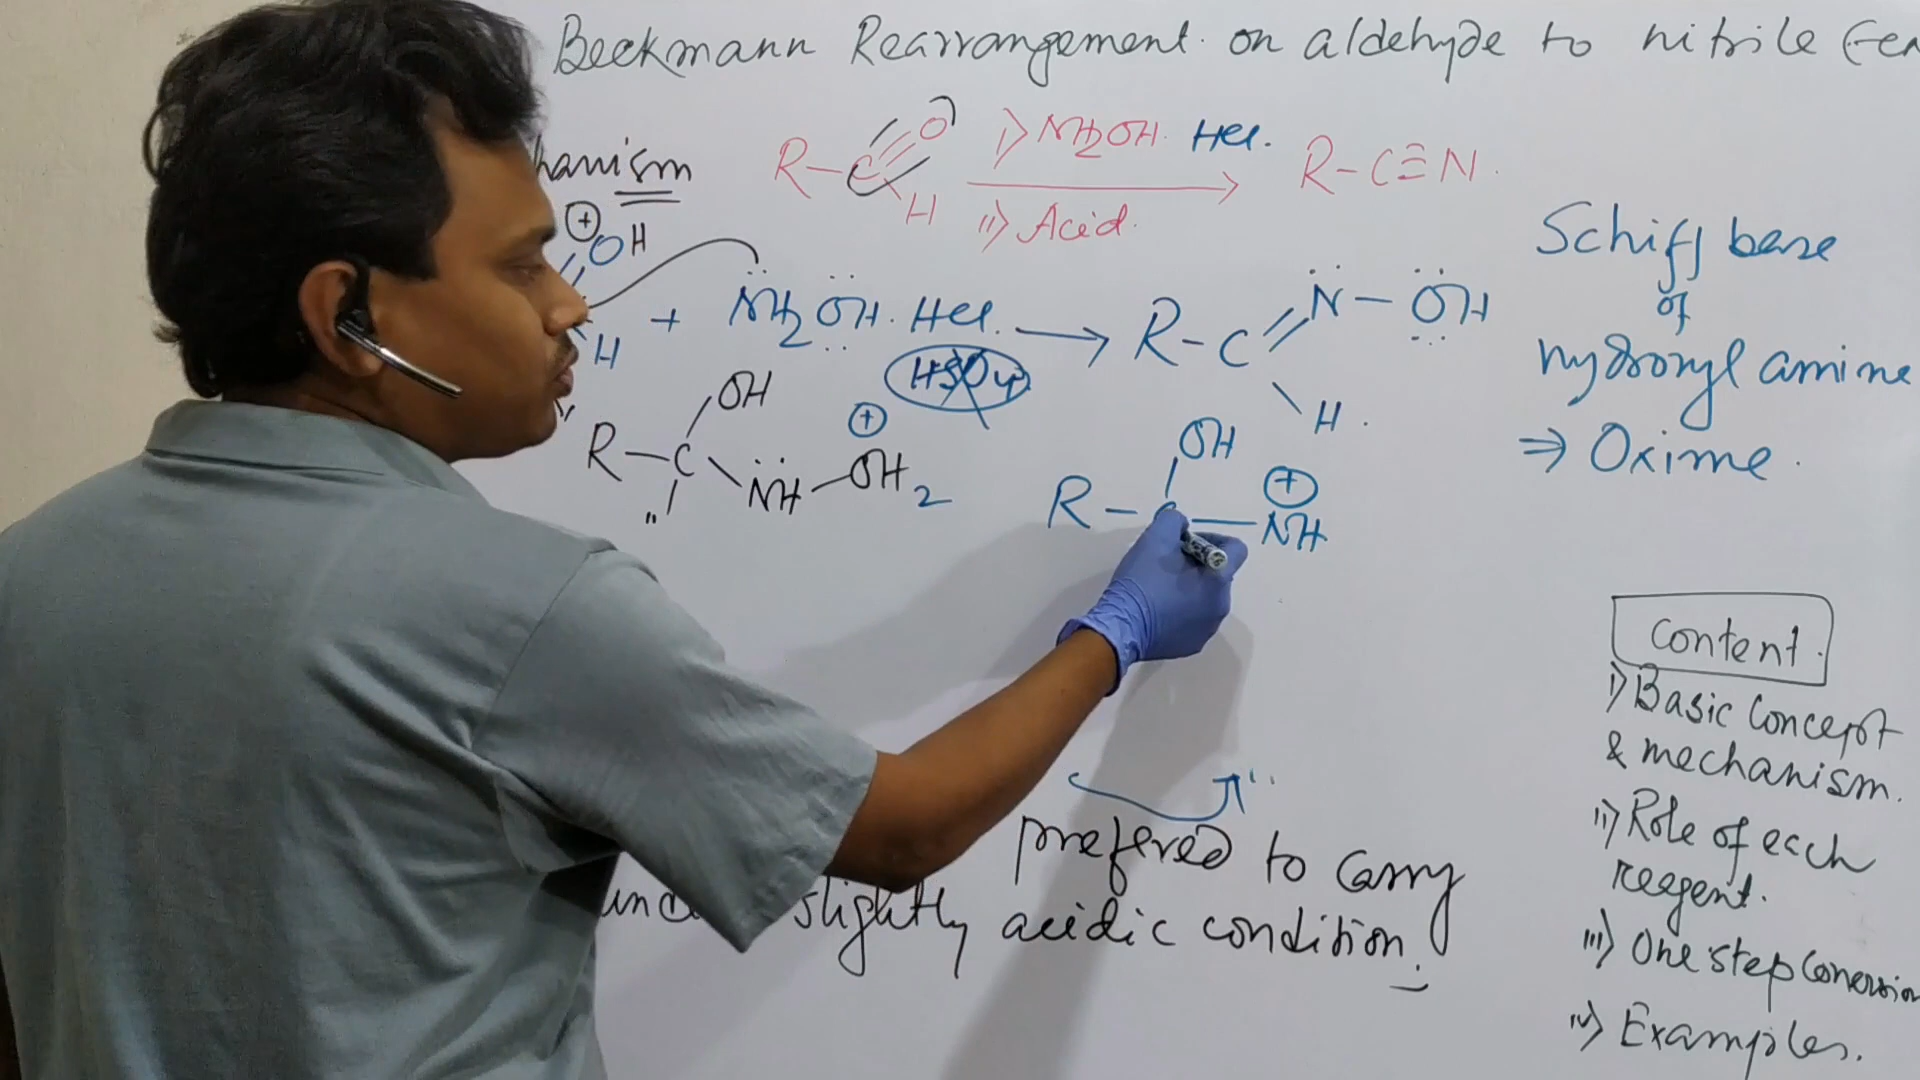 Beckmann Rearrangement on aldehyde to nitrile
hanism
R-C O H
i) NH2OH. Hcl.
ii) Acid.
R-C≡N.
⊕
OH
H + NH2OH. Hcl. → R-C=N-OH
H.
HSO4
Schiff base
of
hydroxyl amine
⇒ Oxime.
OH ⊕
R-C-NH-OH2
OH ⊕
R-C-NH
prefered to carry
slightly acidic condition.
Content.
i) Basic Concept
& mechanism.
ii) Role of each
reagent.
iii) One step Conversion
iv) Examples.